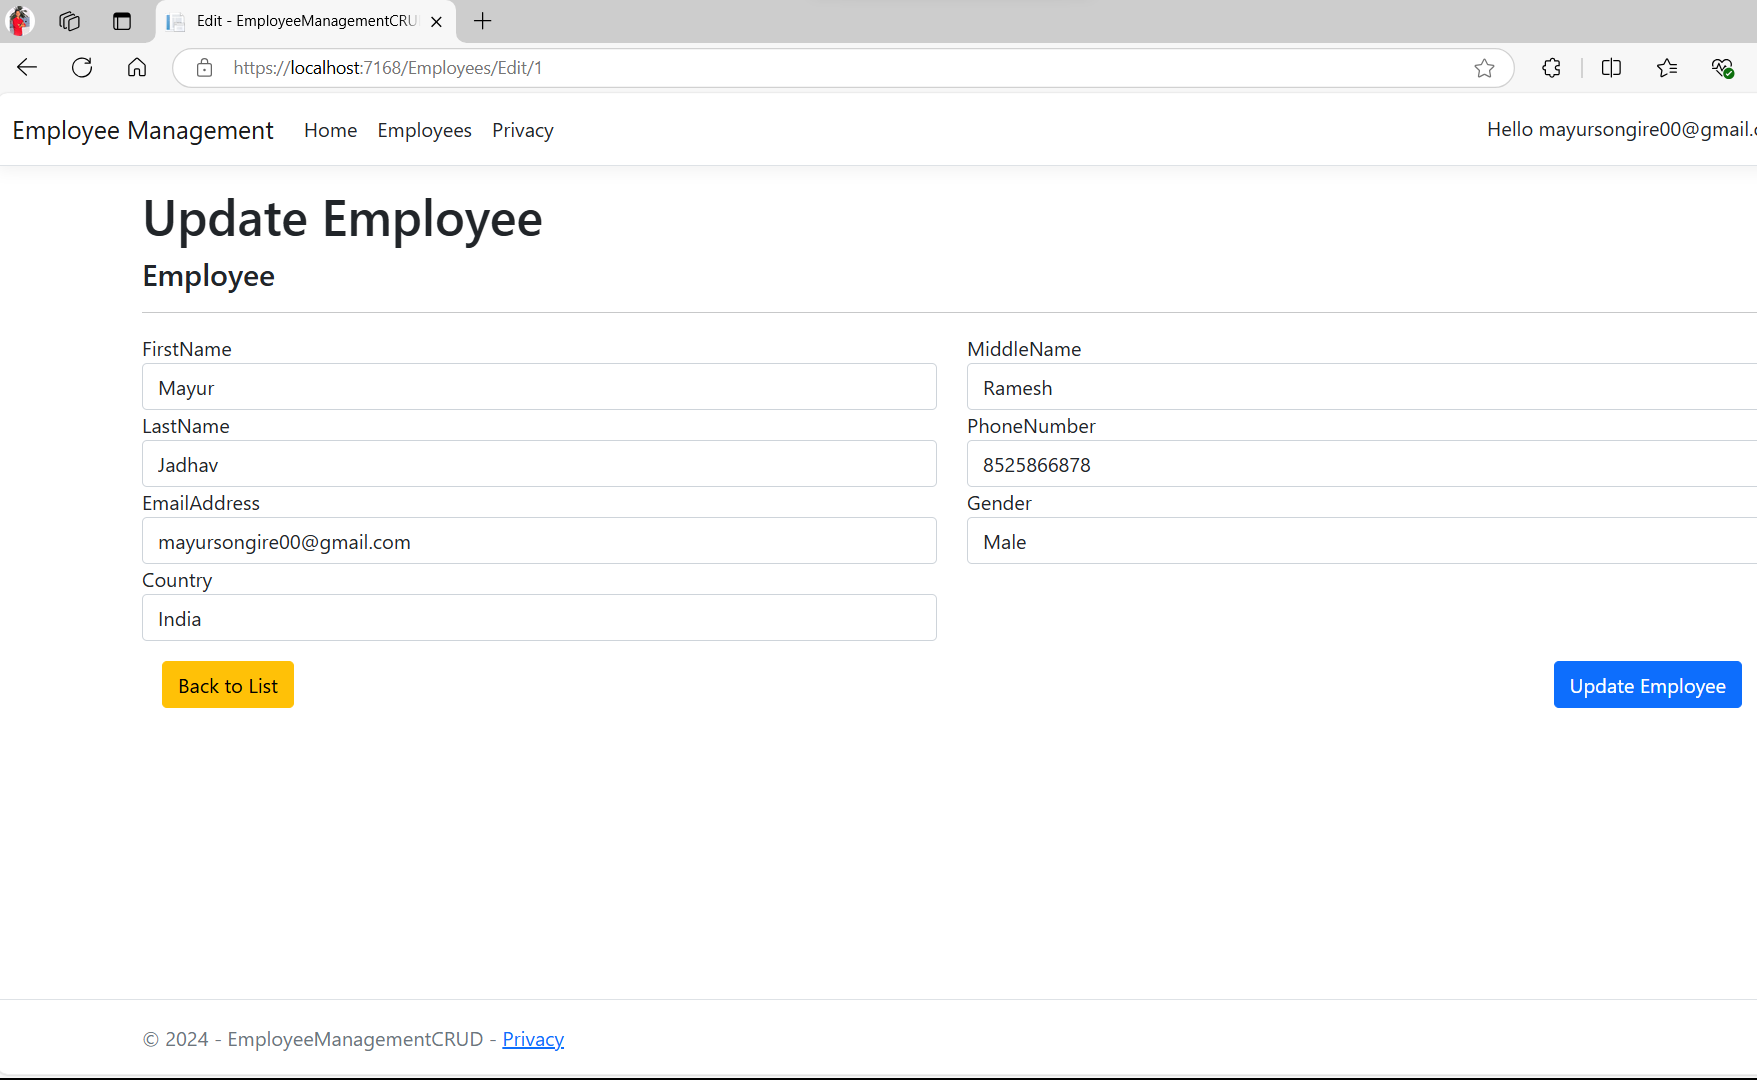 Edit - EmployeeManagementCRU
https://localhost:7168/Employees/Edit/1
Employee Management Home Employees Privacy Hello mayursongire00@gmail.
Update Employee
Employee
FirstName MiddleName
Mayur Ramesh
LastName PhoneNumber
Jadhav 8525866878
EmailAddress Gender
mayursongire00@gmail.com Male
Country
India
Back to List Update Employee
© 2024 - EmployeeManagementCRUD - Privacy